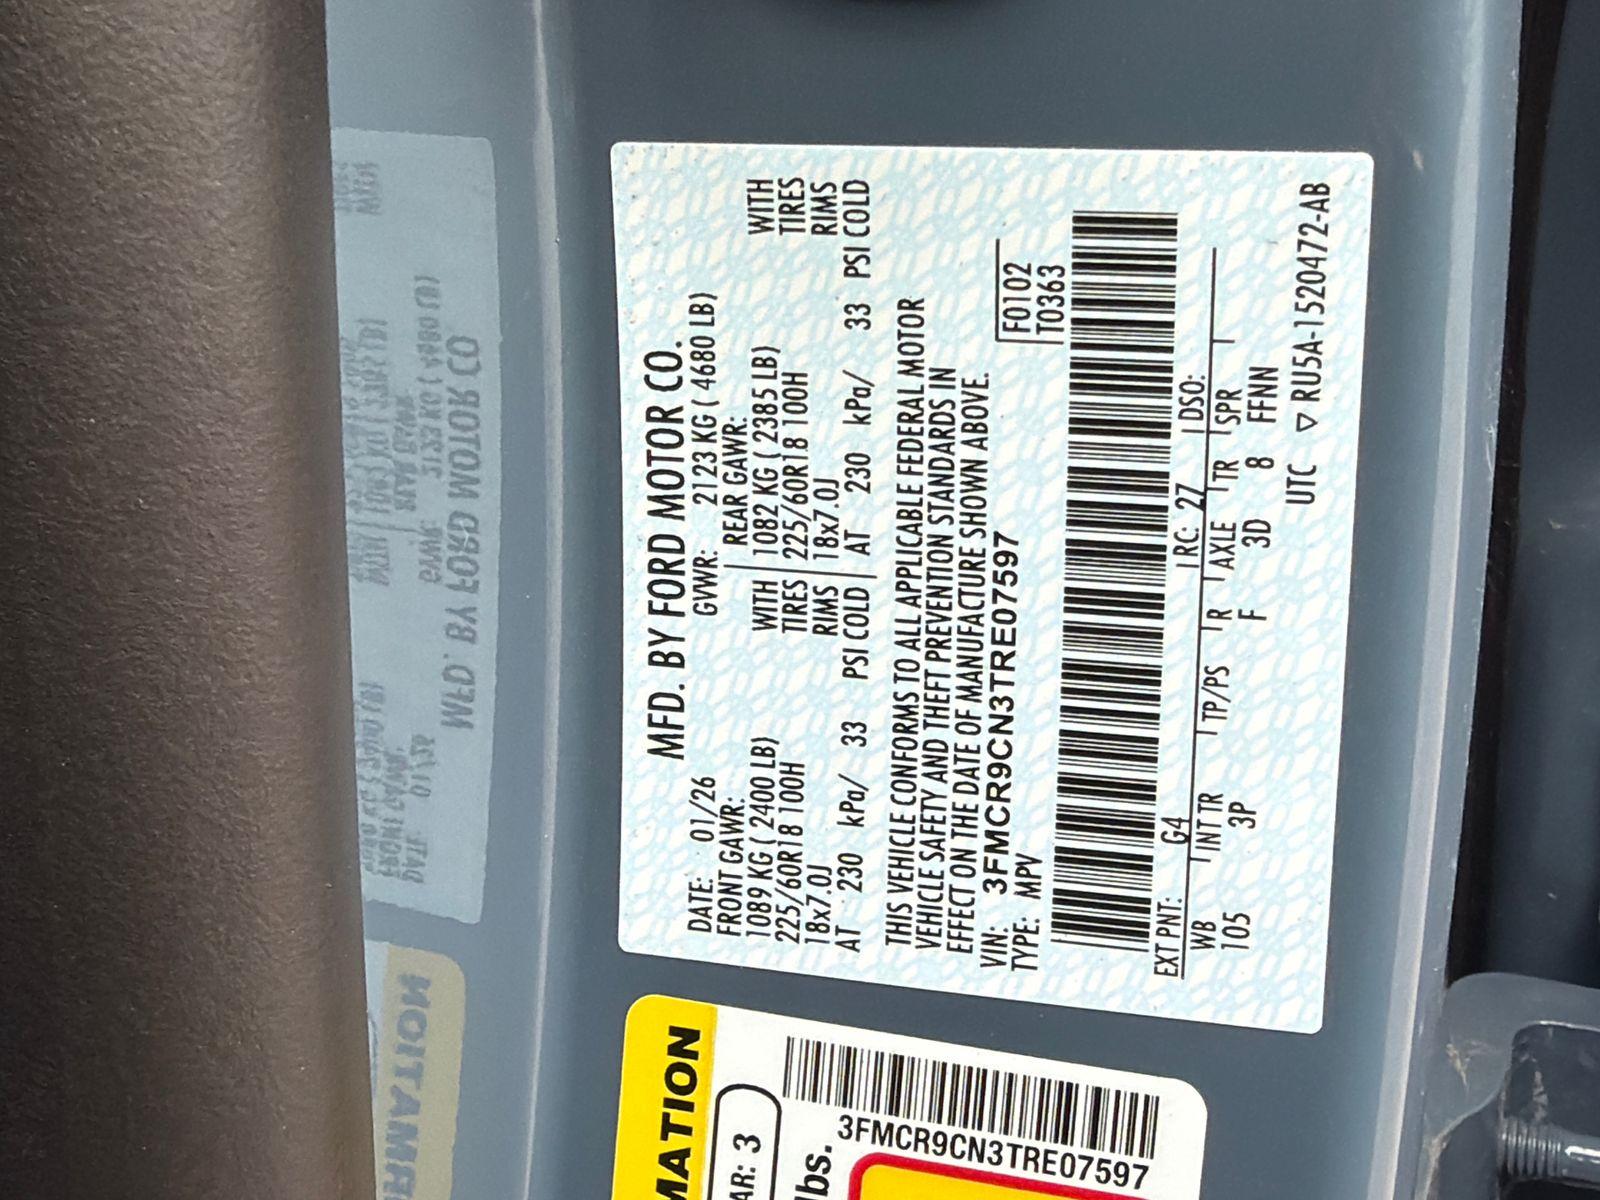 MFD. BY FORD MOTOR CO.
DATE: 01/26 GVWR: 2123 KG ( 4680 LB)
FRONT GAWR: REAR GAWR:
1089 KG ( 2400 LB) WITH 1082 KG ( 2385 LB) WITH
225/60R18 100H TIRES 225/60R18 100H TIRES
18x7.0J RIMS 18x7.0J RIMS
AT 230 kPa/ 33 PSI COLD AT 230 kPa/ 33 PSI COLD
THIS VEHICLE CONFORMS TO ALL APPLICABLE FEDERAL MOTOR
VEHICLE SAFETY AND THEFT PREVENTION STANDARDS IN
EFFECT ON THE DATE OF MANUFACTURE SHOWN ABOVE.
VIN: 3FMCR9CN3TRE07597 F0102
TYPE: MPV T0363
EXT PNT: G4 RC: 27 DSO:
WB INT TR TP/PS R AXLE TR SPR
105 3P F 3D 8 FFNN
UTC ▽ RU5A-1520472-AB
MATION
AR: 3
lbs.
3FMCR9CN3TRE07597